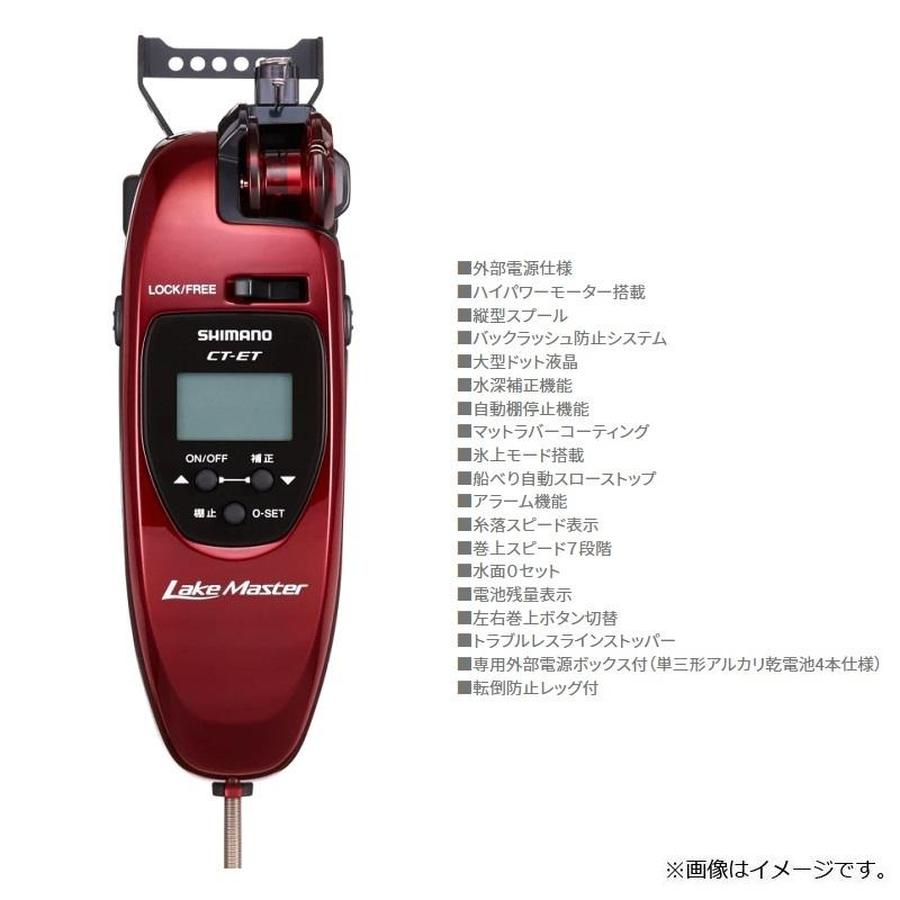 LOCK/FREE
SHIMANO
CT-ET
ON/OFF 補正
棚止 0-SET
Lake Master
■外部電源仕様
■ハイパワーモーター搭載
■縦型スプール
■バックラッシュ防止システム
■大型ドット液晶
■水深補正機能
■自動棚停止機能
■マットラバーコーティング
■氷上モード搭載
■船べり自動スローストップ
■アラーム機能
■糸落スピード表示
■巻上スピード7段階
■水面0セット
■電池残量表示
■左右巻上ボタン切替
■トラブルレスラインストッパー
■専用外部電源ボックス付(単三形アルカリ乾電池4本仕様)
■転倒防止レッグ付
※画像はイメージです。